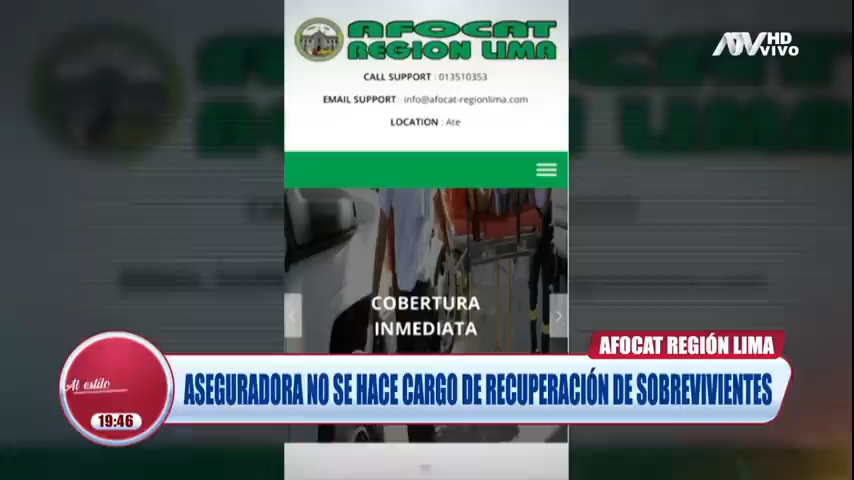 AFOCAT
REGION LIMA
CALL SUPPORT : 013510353
EMAIL SUPPORT : info@afocat-regionlima.com
LOCATION : Ate
ATV HD
VIVO
COBERTURA
INMEDIATA
AFOCAT REGIÓN LIMA
Al estilo
ASEGURADORA NO SE HACE CARGO DE RECUPERACIÓN DE SOBREVIVIENTES
19:46